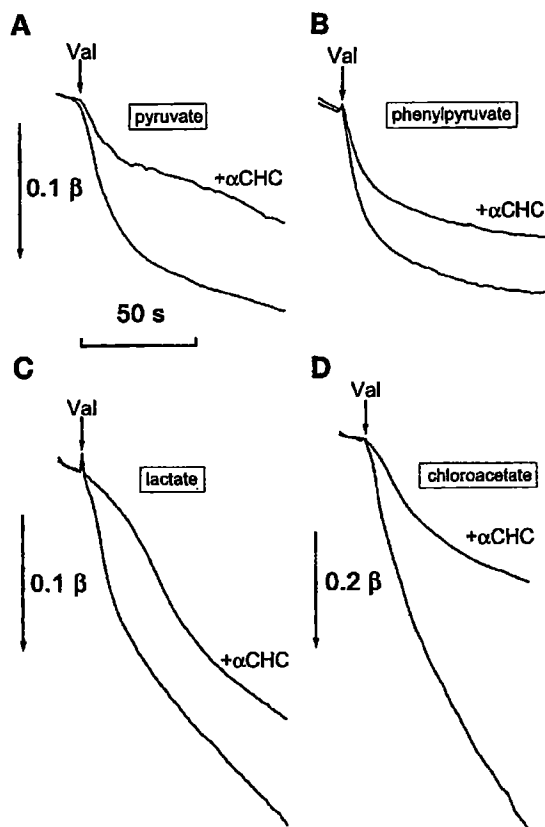 A
Val
pyruvate
+αCHC
0.1 β
50 s
B
Val
phenylpyruvate
+αCHC
C
Val
lactate
0.1 β
+αCHC
D
Val
chloroacetate
+αCHC
0.2 β